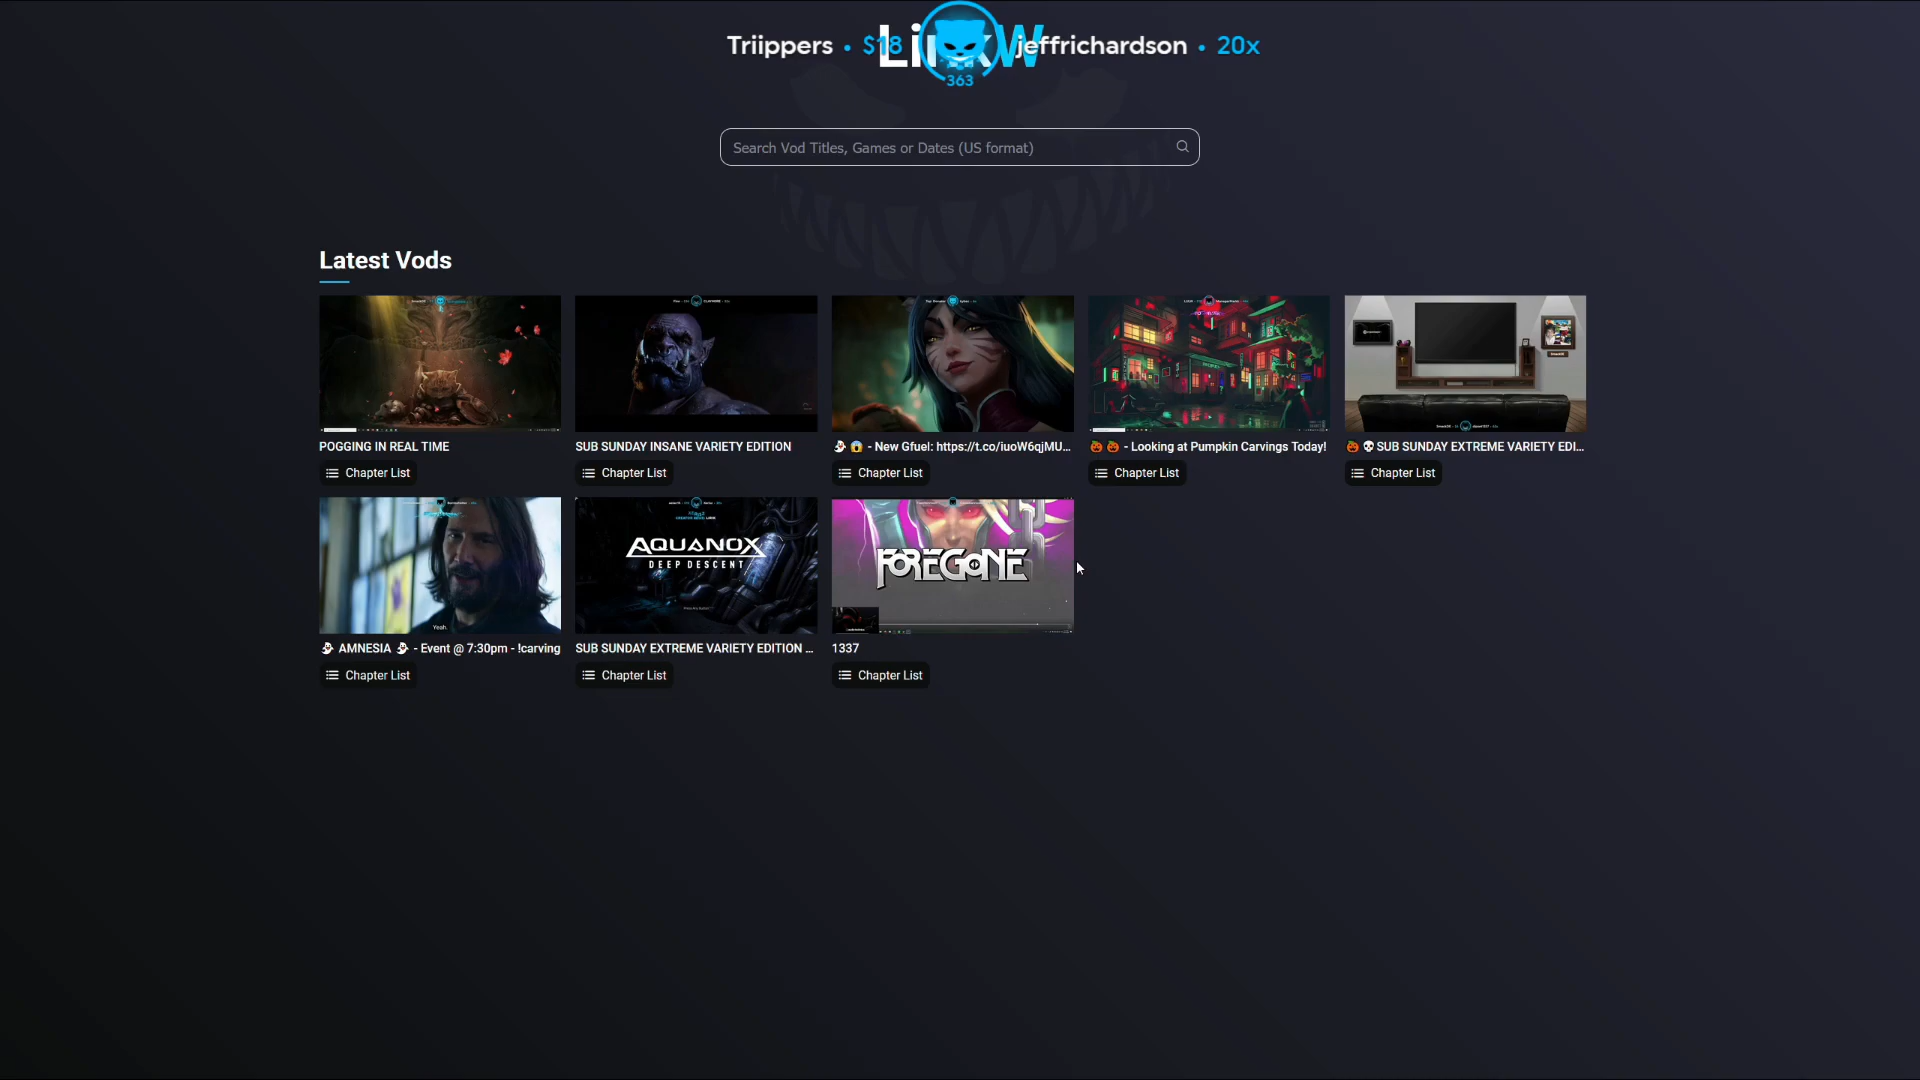 Triippers • $18
363
jeffrichardson • 20x
Search Vod Titles, Games or Dates (US format)
Latest Vods
POGGING IN REAL TIME
SUB SUNDAY INSANE VARIETY EDITION
👻 😱 - New Gfuel: https://t.co/iuoW6qjMU...
🎃 🎃 - Looking at Pumpkin Carvings Today!
🎃 💀 SUB SUNDAY EXTREME VARIETY EDI...
Chapter List
Chapter List
Chapter List
Chapter List
Chapter List
Yeah.
AQUANOX
DEEP DESCENT
FOREGONE
👻 AMNESIA 👻 - Event @ 7:30pm - !carving
SUB SUNDAY EXTREME VARIETY EDITION ...
1337
Chapter List
Chapter List
Chapter List